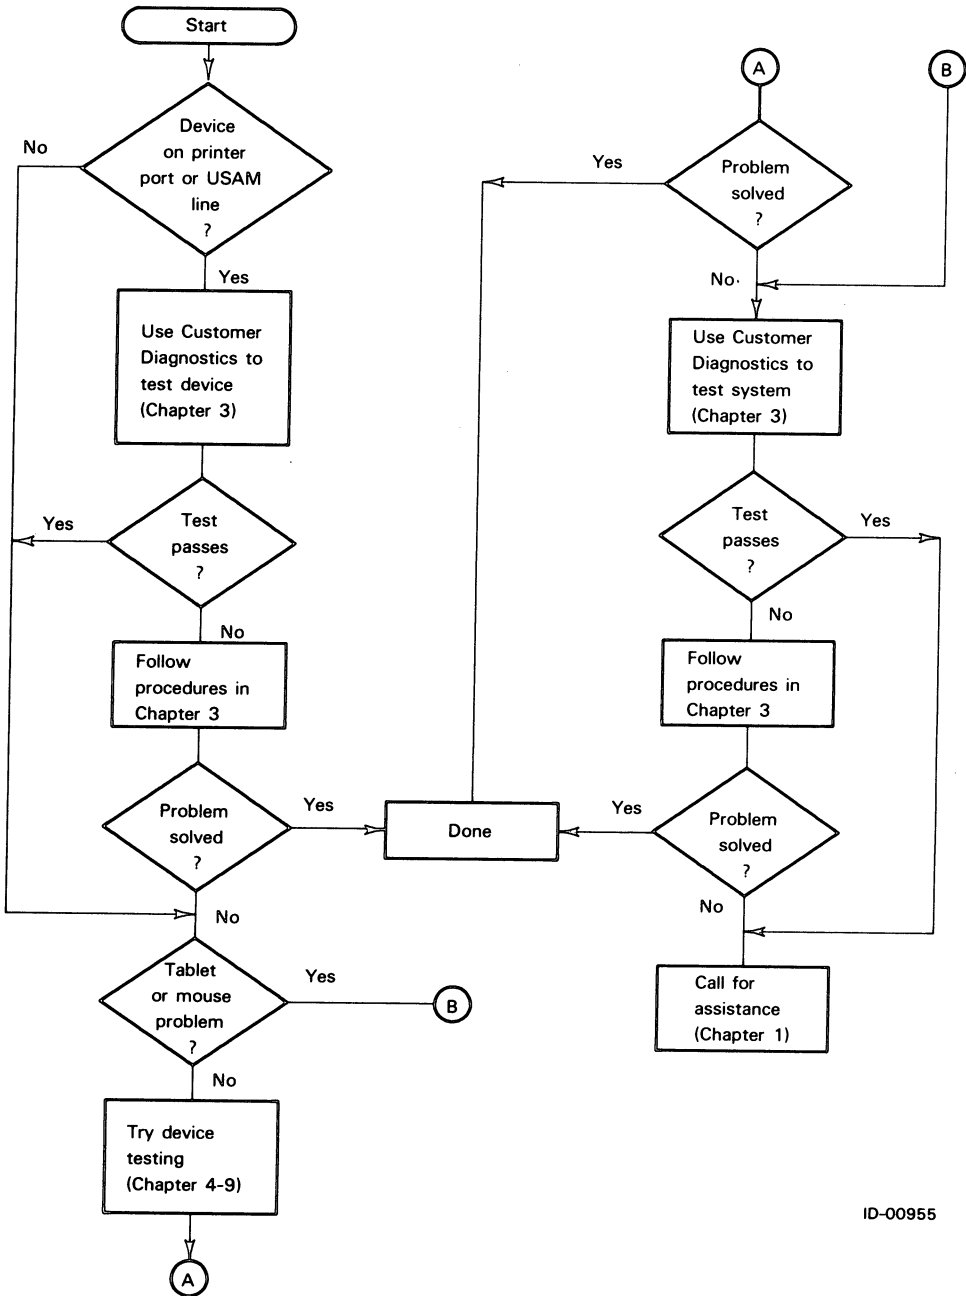 Start
Device
on printer
port or USAM
line
?
No
Yes
Use Customer
Diagnostics to
test device
(Chapter 3)
Test
passes
?
Yes
No
Follow
procedures in
Chapter 3
Problem
solved
?
Yes
Done
No
Tablet
or mouse
problem
?
Yes
B
No
Try device
testing
(Chapter 4-9)
A
A
B
Problem
solved
?
Yes
No
Use Customer
Diagnostics to
test system
(Chapter 3)
Test
passes
?
Yes
No
Follow
procedures in
Chapter 3
Problem
solved
?
Yes
No
Call for
assistance
(Chapter 1)
ID-00955